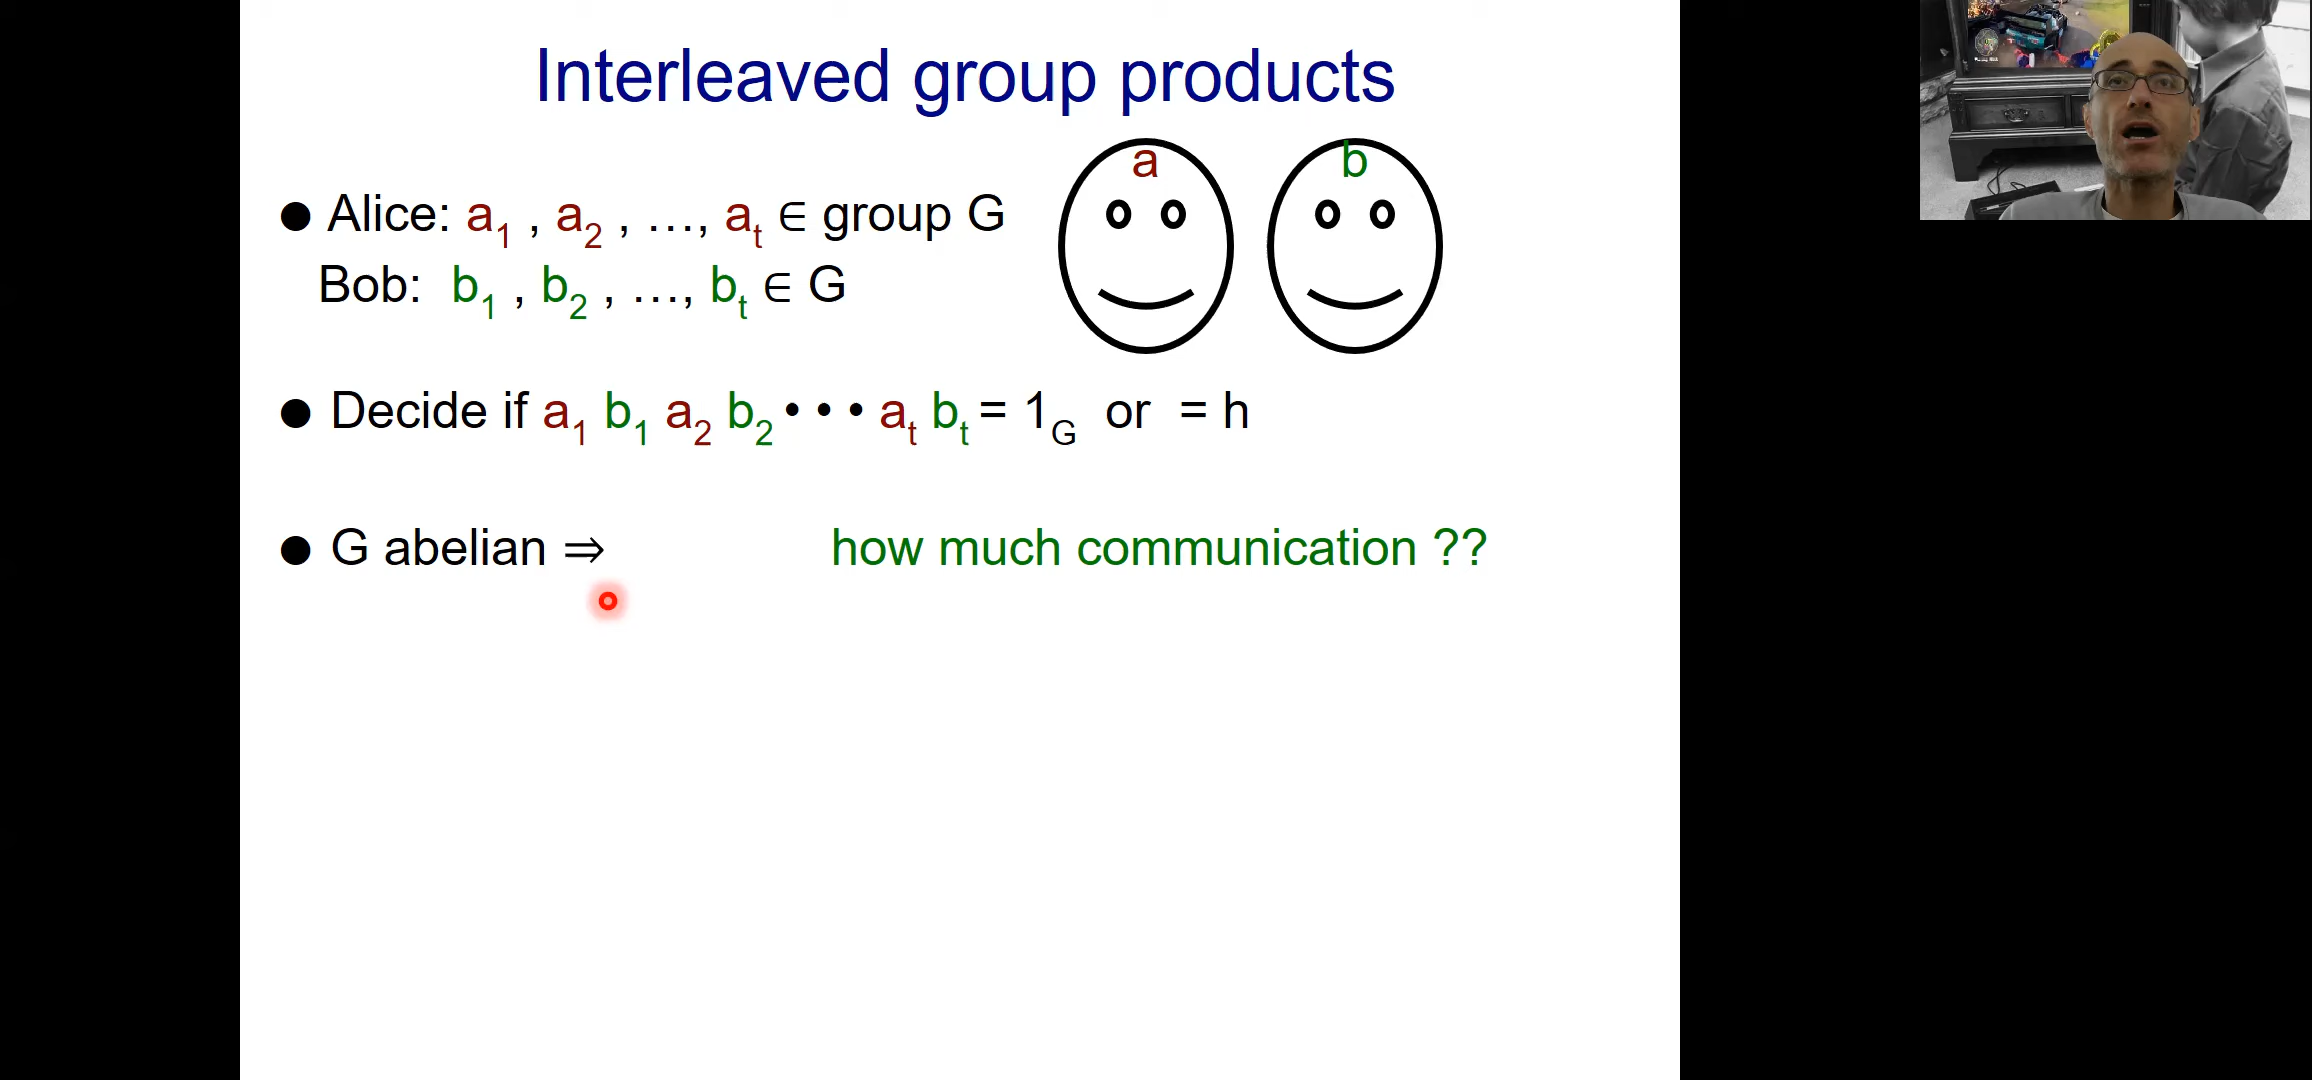 Interleaved group products
a b
● Alice: a₁ , a₂ , …, aₜ ∈ group G
Bob: b₁ , b₂ , …, bₜ ∈ G
● Decide if a₁ b₁ a₂ b₂ • • • aₜ bₜ = 1_G or = h
● G abelian ⇒ how much communication ??